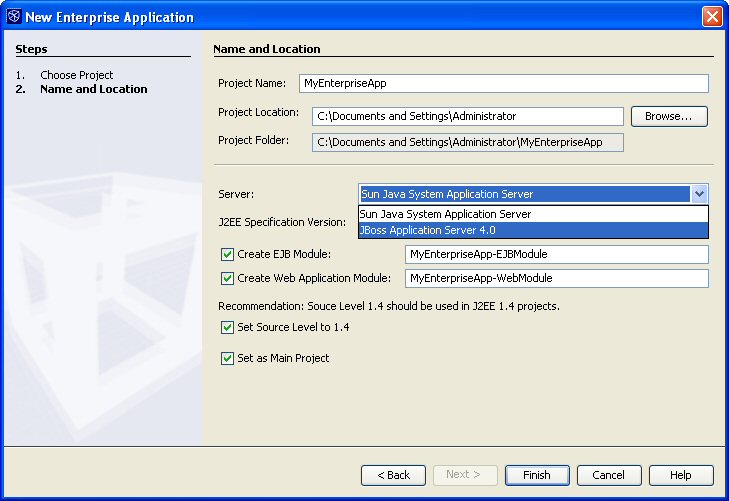 New Enterprise Application
Steps
1. Choose Project
2. Name and Location
Name and Location
Project Name: MyEnterpriseApp
Project Location: C:\Documents and Settings\Administrator Browse...
Project Folder: C:\Documents and Settings\Administrator\MyEnterpriseApp
Server: Sun Java System Application Server
Sun Java System Application Server
J2EE Specification Version:
JBoss Application Server 4.0
Create EJB Module: MyEnterpriseApp-EJBModule
Create Web Application Module: MyEnterpriseApp-WebModule
Recommendation: Souce Level 1.4 should be used in J2EE 1.4 projects.
Set Source Level to 1.4
Set as Main Project
< Back Next > Finish Cancel Help